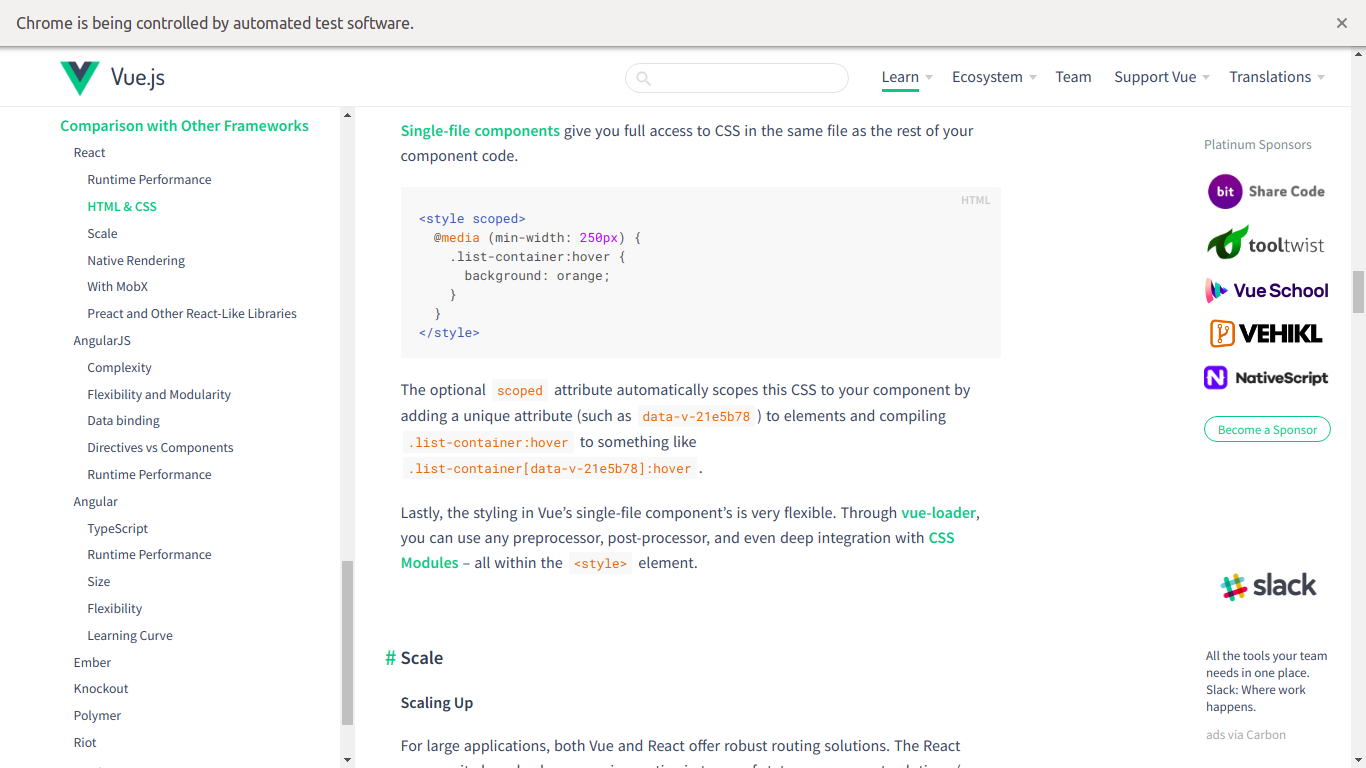 Chrome is being controlled by automated test software.
Vue.js
Learn
Ecosystem
Team
Support Vue
Translations
Comparison with Other Frameworks
React
Runtime Performance
HTML & CSS
Scale
Native Rendering
With MobX
Preact and Other React-Like Libraries
AngularJS
Complexity
Flexibility and Modularity
Data binding
Directives vs Components
Runtime Performance
Angular
TypeScript
Runtime Performance
Size
Flexibility
Learning Curve
Ember
Knockout
Polymer
Riot
Single-file components give you full access to CSS in the same file as the rest of your
component code.
HTML
<style scoped>
  @media (min-width: 250px) {
    .list-container:hover {
      background: orange;
    }
  }
</style>
The optional scoped attribute automatically scopes this CSS to your component by
adding a unique attribute (such as data-v-21e5b78 ) to elements and compiling
.list-container:hover to something like
.list-container[data-v-21e5b78]:hover .
Lastly, the styling in Vue’s single-file component’s is very flexible. Through vue-loader,
you can use any preprocessor, post-processor, and even deep integration with CSS
Modules – all within the <style> element.
# Scale
Scaling Up
For large applications, both Vue and React offer robust routing solutions. The React
Platinum Sponsors
bit Share Code
tooltwist
Vue School
VEHIKL
N NativeScript
Become a Sponsor
slack
All the tools your team
needs in one place.
Slack: Where work
happens.
ads via Carbon